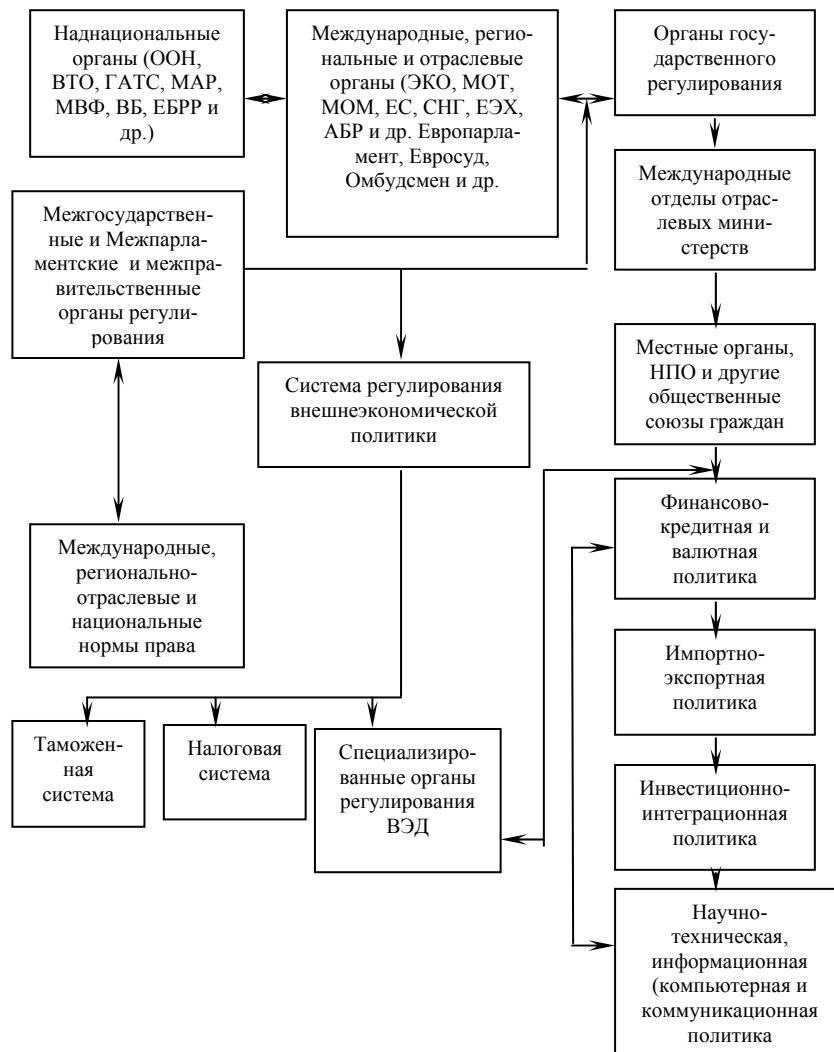 Наднациональные
органы (ООН,
ВТО, ГАТС, МАР,
МВФ, ВБ, ЕБРР и
др.)
Международные, реги-
ональные и отраслевые
органы (ЭКО, МОТ,
МОМ, ЕС, СНГ, ЕЭХ,
АБР и др. Европарла-
мент, Евросуд,
Омбудсмен и др.
Органы госу-
дарственного
регулирования
Международные
отделы отрас-
левых мини-
стерств
Межгосударствен-
ные и Межпарла-
ментские и межпра-
вительственные
органы регули-
рования
Местные органы,
НПО и другие
общественные
союзы граждан
Система регулирования
внешнеэкономической
политики
Финансово-
кредитная и
валютная
политика
Международные,
регионально-
отраслевые и
национальные
нормы права
Импортно-
экспортная
политика
Таможен-
ная
система
Налоговая
система
Специализиро-
ванные органы
регулирования
ВЭД
Инвестиционно-
интеграционная
политика
Научно-
техническая,
информационная
(компьютерная и
коммуникационная
политика